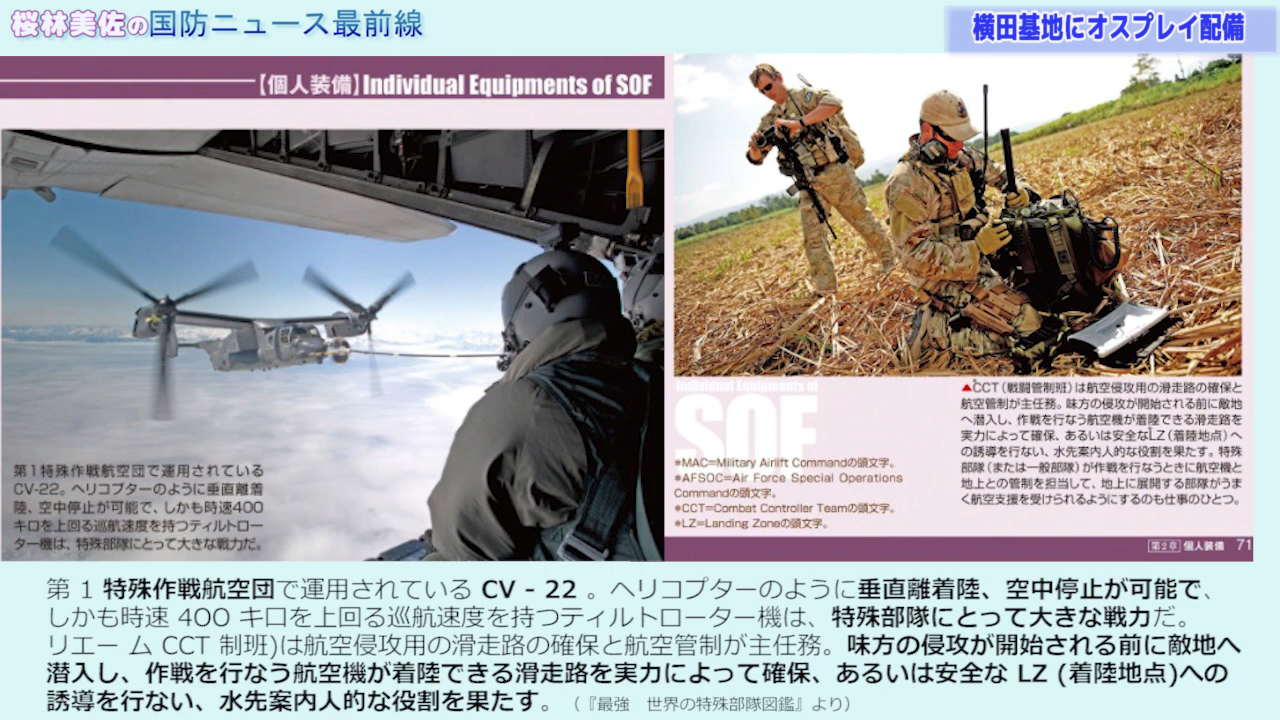 桜林美佐の国防ニュース最前線
横田基地にオスプレイ配備
【個人装備】Individual Equipments of SOF
第1特殊作戦航空団で運用されている
CV-22。ヘリコプターのように垂直離着
陸、空中停止が可能で、しかも時速400
キロを上回る巡航速度を持つティルトロー
ター機は、特殊部隊にとって大きな戦力だ。
Individual Equipments of
SOF
*MAC=Military Airlift Commandの頭文字。
*AFSOC=Air Force Special Operations
Commandの頭文字。
*CCT=Combat Controller Teamの頭文字。
*LZ=Landing Zoneの頭文字。
▲CCT(戦闘管制班)は航空侵攻用の滑走路の確保と
航空管制が主任務。味方の侵攻が開始される前に敵地
へ潜入し、作戦を行なう航空機が着陸できる滑走路を
実力によって確保、あるいは安全なLZ(着陸地点)へ
の誘導を行ない、水先案内人的な役割を果たす。特殊
部隊(または一般部隊)が作戦を行なうときに航空機と
地上との管制を担当して、地上に展開する部隊がうま
く航空支援を受けられるようにするのも仕事のひとつ。
第2章 個人装備 71
第 1 特殊作戦航空団で運用されている CV - 22 。ヘリコプターのように垂直離着陸、空中停止が可能で、
しかも時速 400 キロを上回る巡航速度を持つティルトローター機は、特殊部隊にとって大きな戦力だ。
リエー ム CCT 制班)は航空侵攻用の滑走路の確保と航空管制が主任務。味方の侵攻が開始される前に敵地へ
潜入し、作戦を行なう航空機が着陸できる滑走路を実力によって確保、あるいは安全な LZ (着陸地点)への
誘導を行ない、水先案内人的な役割を果たす。（『最強　世界の特殊部隊図鑑』より）